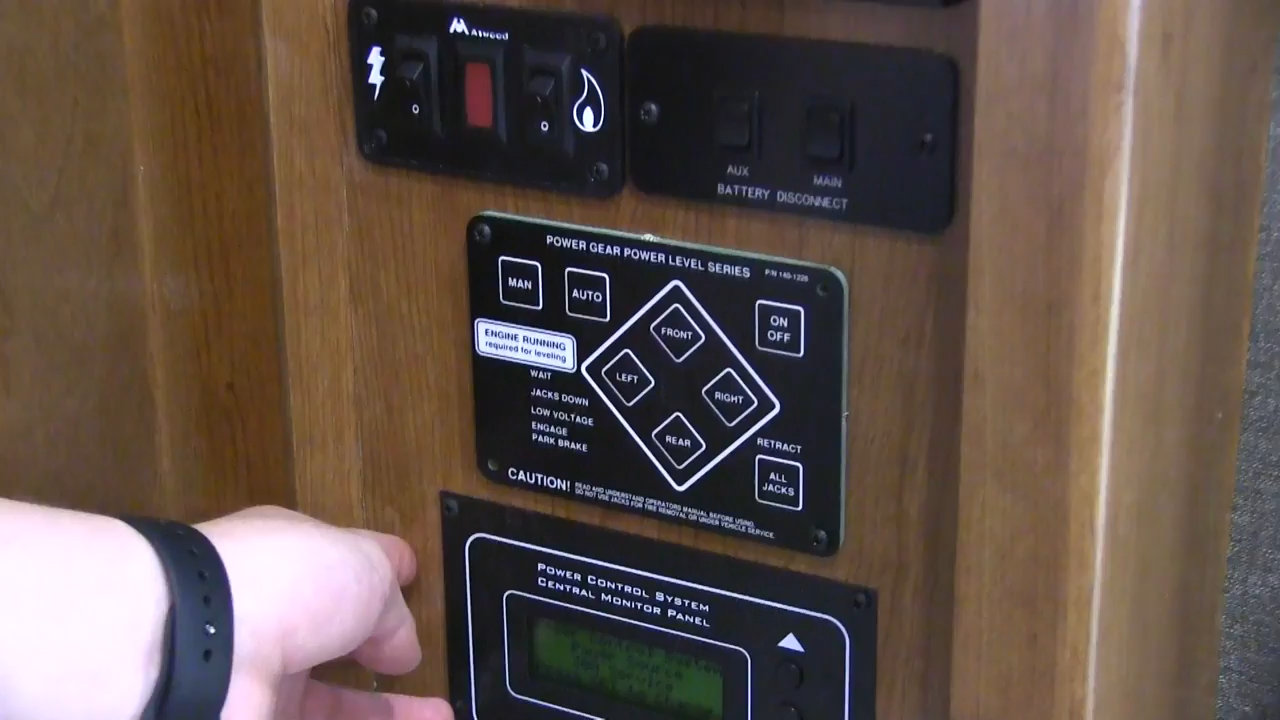 Atwood
O
O
AUX
MAIN
BATTERY DISCONNECT
POWER GEAR POWER LEVEL SERIES
P/N 140-1226
MAN
AUTO
ON
OFF
FRONT
LEFT
RIGHT
REAR
ENGINE RUNNING
required for leveling
WAIT
JACKS DOWN
LOW VOLTAGE
ENGAGE
PARK BRAKE
RETRACT
ALL
JACKS
CAUTION!
READ AND UNDERSTAND OPERATORS MANUAL BEFORE USING.
DO NOT USE JACKS FOR TIRE REMOVAL OR UNDER VEHICLE SERVICE.
POWER CONTROL SYSTEM
CENTRAL MONITOR PANEL